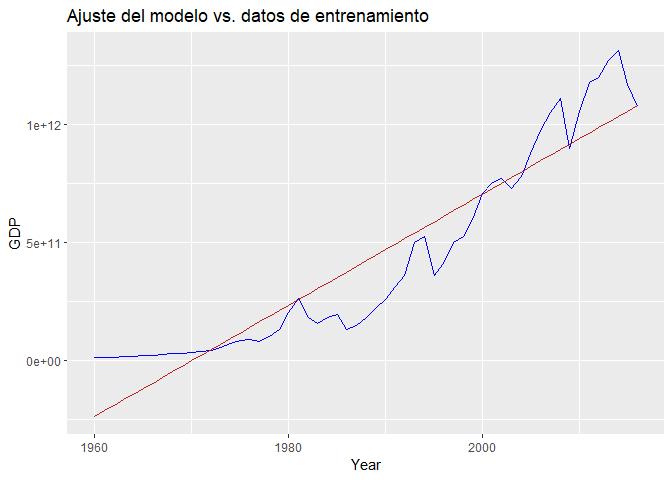 Ajuste del modelo vs. datos de entrenamiento
GDP
1e+12
5e+11
0e+00
1960
1980
2000
Year